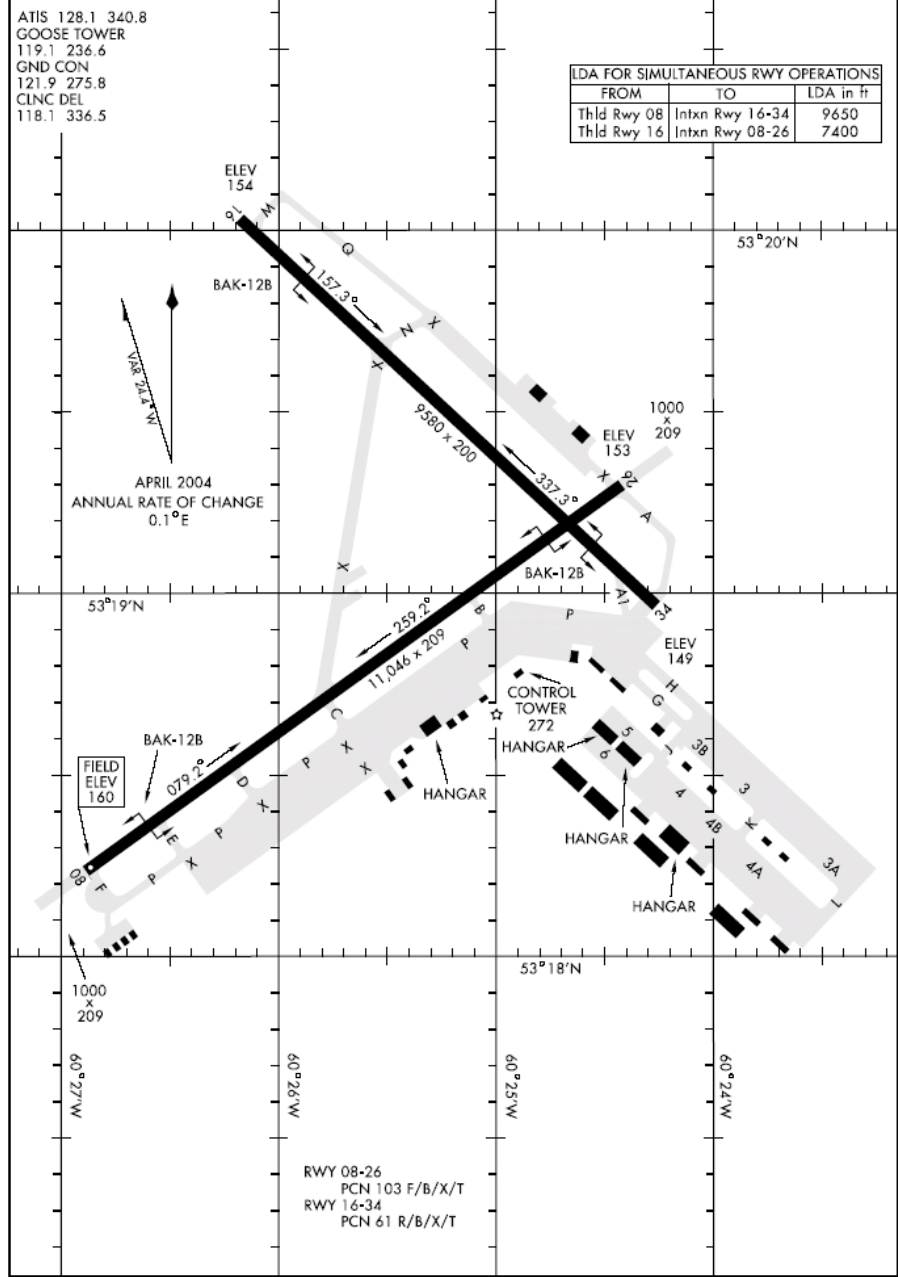 ATIS 128.1 340.8
GOOSE TOWER
119.1 236.6
GND CON
121.9 275.8
CLNC DEL
118.1 336.5
LDA FOR SIMULTANEOUS RWY OPERATIONS
FROM TO LDA in ft
Thld Rwy 08 Intxn Rwy 16-34 9650
Thld Rwy 16 Intxn Rwy 08-26 7400
ELEV
154
16
W
Q
53°20'N
BAK-12B
157.3°
Z
X
X
VAR 24.4°W
9580 x 200
1000
x
209
ELEV
153
26
X
337.3°
A
APRIL 2004
ANNUAL RATE OF CHANGE
0.1°E
BAK-12B
X
53°19'N
259.2°
B
P
P
A1
34
11,046 x 209
ELEV
149
H
G
CONTROL
TOWER
272
C
X
X
P
BAK-12B
079.2°
D
X
HANGAR
5
6
J
3B
FIELD
ELEV
160
HANGAR
4
3
4B
K
E
P
X
P
HANGAR
08
F
4A
3A
L
HANGAR
53°18'N
1000
x
209
60°27'W
60°26'W
60°25'W
60°24'W
RWY 08-26
PCN 103 F/B/X/T
RWY 16-34
PCN 61 R/B/X/T